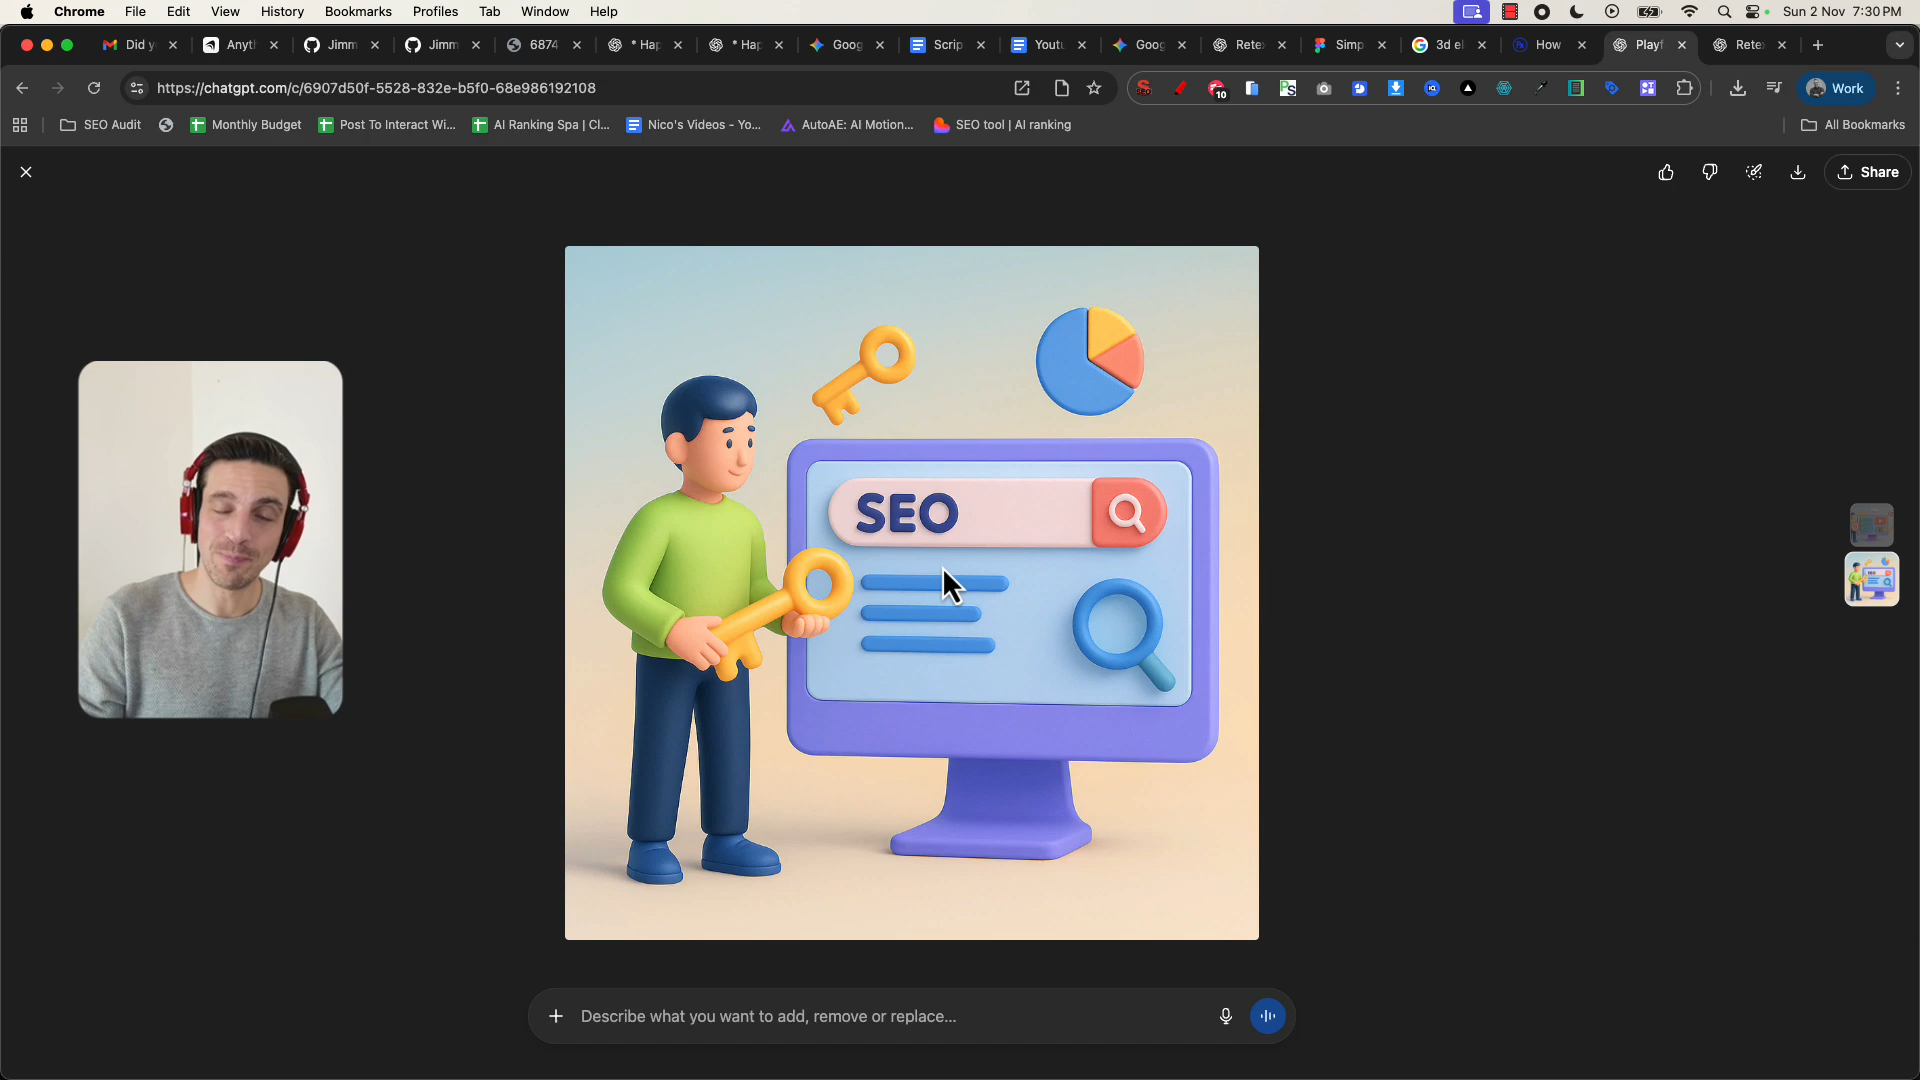 Chrome File Edit View History Bookmarks Profiles Tab Window Help Sun 2 Nov 7:30 PM
Did y Anyt Jimm Jimm 6874 * Hap * Hap Goog Scrip Youtu Goog Rete Simp 3d el How Playf Rete
https://chatgpt.com/c/6907d50f-5528-832e-b5f0-68e986192108 10 Work
SEO Audit Monthly Budget Post To Interact Wi... AI Ranking Spa | Cl... Nico's Videos - Yo... AutoAE: AI Motion... SEO tool | AI ranking All Bookmarks
Share
SEO
Describe what you want to add, remove or replace...